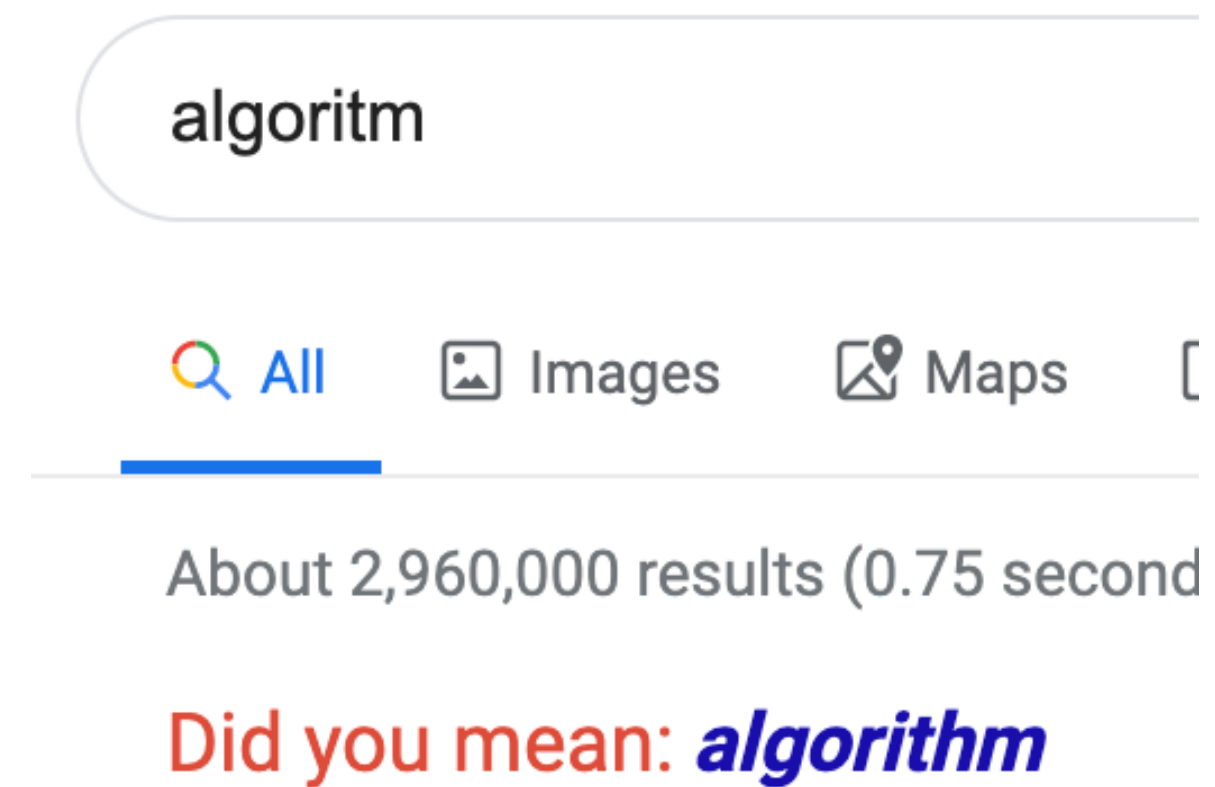 algoritm
All Images Maps
About 2,960,000 results (0.75 second
Did you mean: algorithm